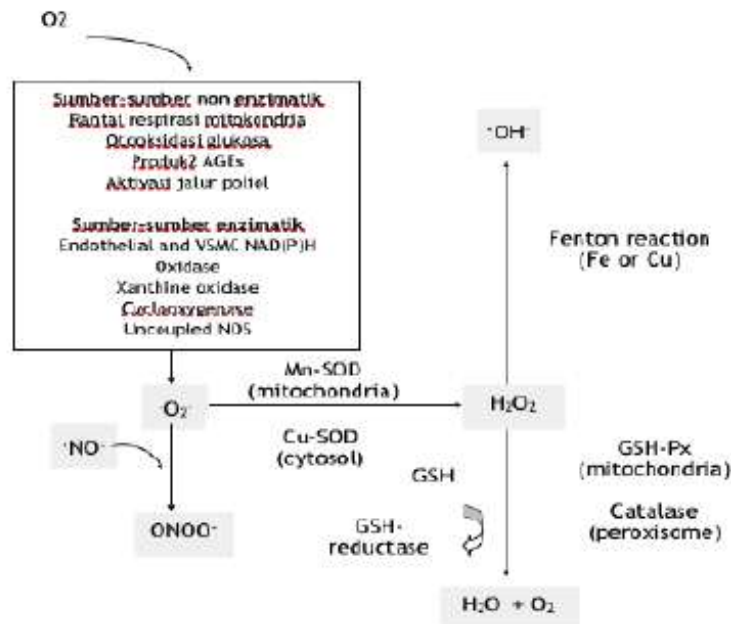 O2
Sumber-sumber non enzimatik
Rantai respirasi mitokondria
Otooksidasi glukosa
Produk2 AGEs
Aktivasi jalur poliol
Sumber-sumber enzimatik
Endothelial and VSMC NAD(P)H
Oxidase
Xanthine oxidase
Cyclooxygenase
Uncoupled NOS
·OH⁻
Fenton reaction
(Fe or Cu)
Mn-SOD
(mitochondria)
O₂⁻
H₂O₂
Cu-SOD
(cytosol)
·NO⁻
GSH
GSH-Px
(mitochondria)
Catalase
(peroxisome)
GSH-
reductase
ONOO⁻
H₂O + O₂